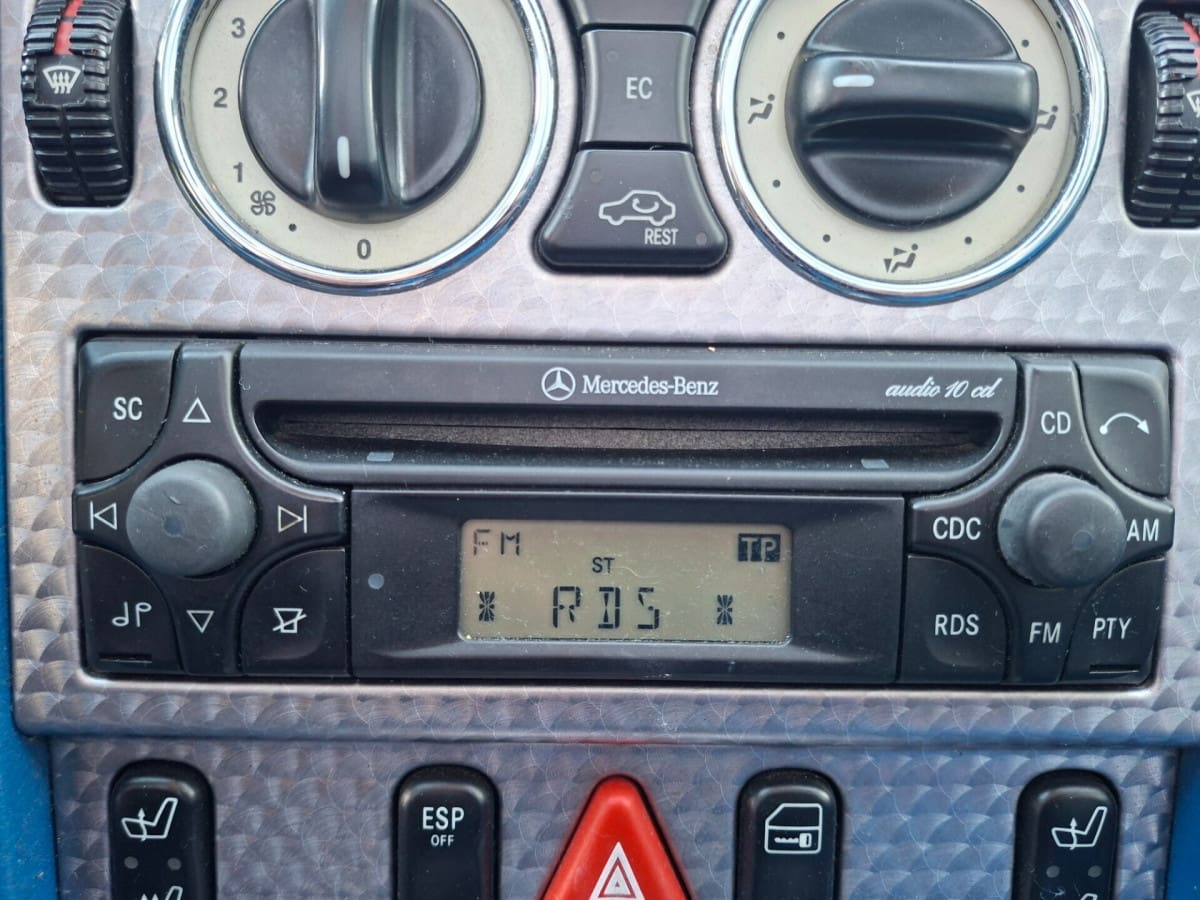 3
2
1
0
EC
REST
SC
Mercedes-Benz
audio 10 cd
CD
CDC
AM
RDS
FM
PTY
FM
TP
ST
* RDS *
ESP
OFF